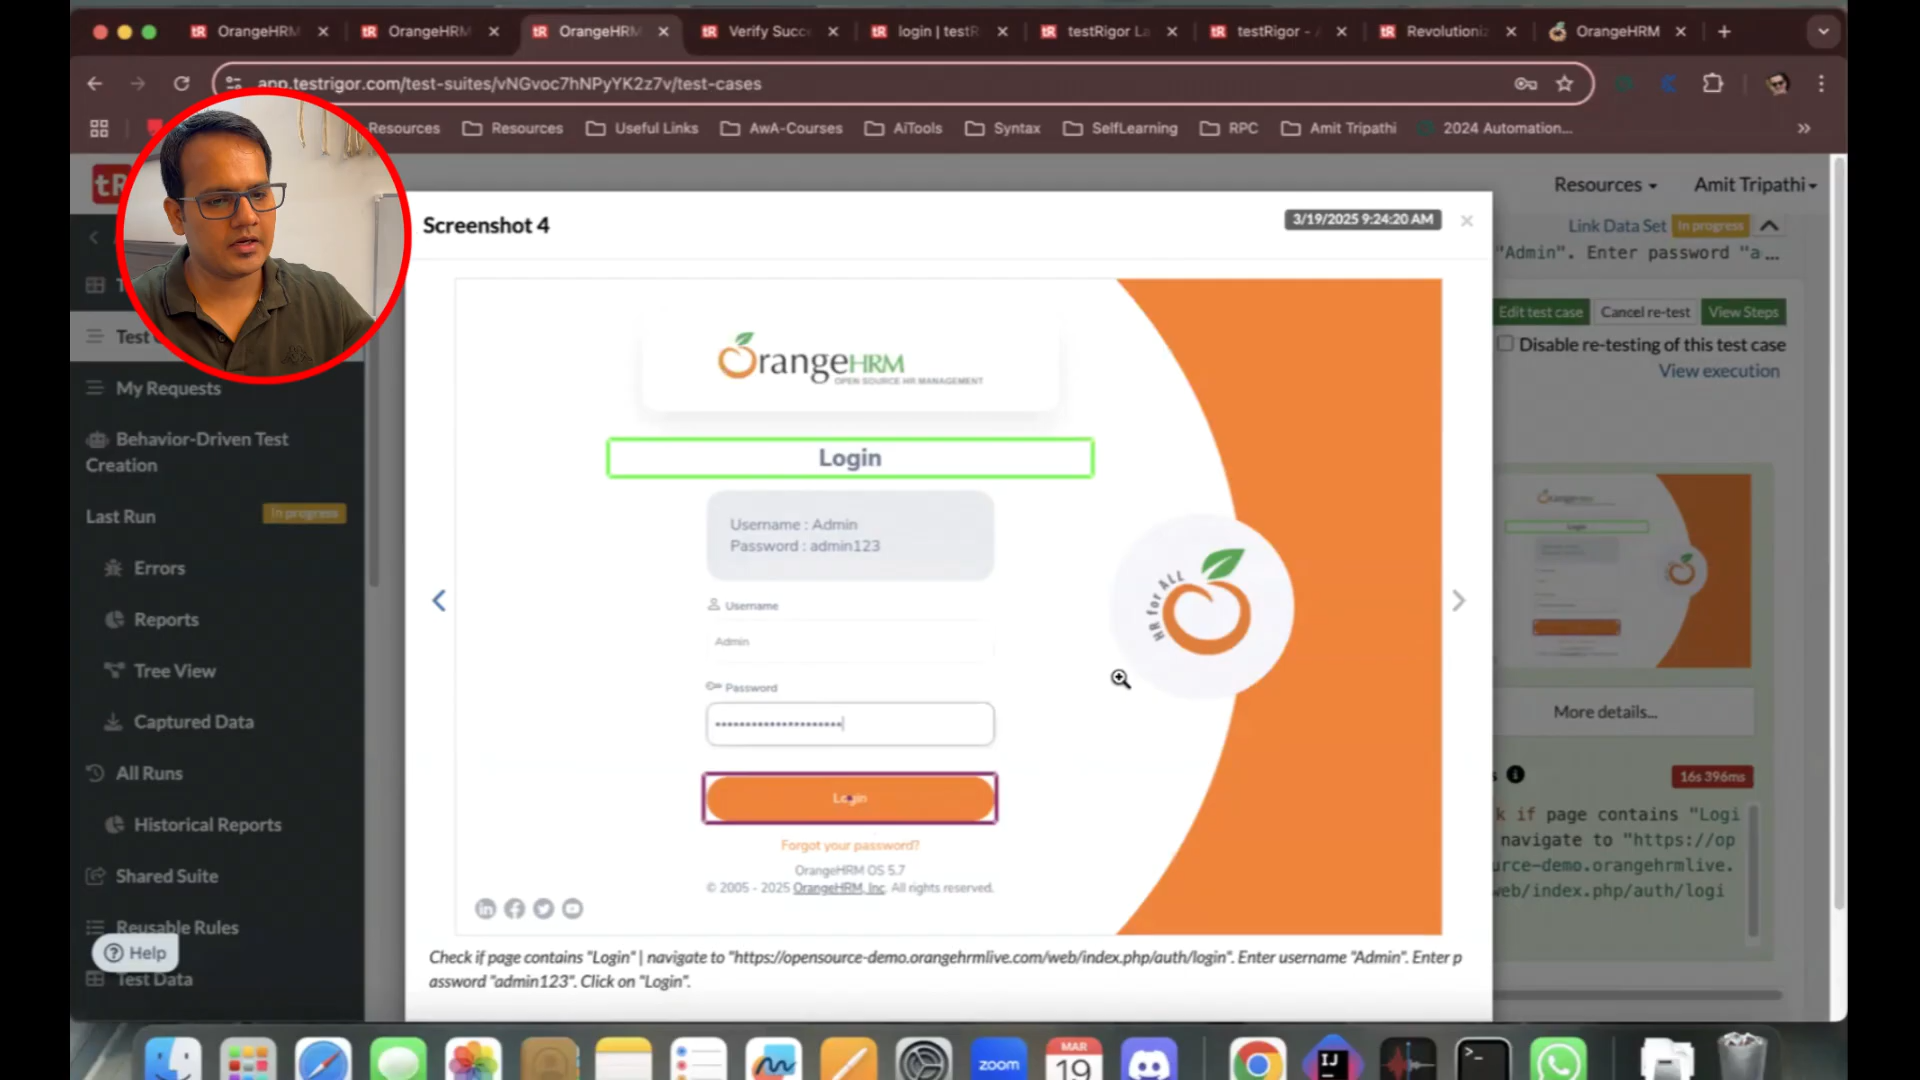 OrangeHRM
OrangeHRM
OrangeHRM
Verify Succ
login | testR
testRigor La
testRigor -
Revolutioniz
OrangeHRM
app.testrigor.com/test-suites/vNGvoc7hNPyYK2z7v/test-cases
Resources
Resources
Useful Links
AwA-Courses
AiTools
Syntax
SelfLearning
RPC
Amit Tripathi
2024 Automation...
tR
Resources
Amit Tripathi
Screenshot 4
3/19/2025 9:24:20 AM
Link Data Set
In progress
"Admin". Enter password "a ...
Edit test case
Cancel re-test
View Steps
Disable re-testing of this test case
View execution
Test
My Requests
Behavior-Driven Test
Creation
Last Run
In progress
Errors
Reports
Tree View
Captured Data
All Runs
Historical Reports
Shared Suite
Reusable Rules
Help
Test Data
OrangeHRM
OPEN SOURCE HR MANAGEMENT
Login
Username : Admin
Password : admin123
Username
Admin
Password
Login
Forgot your password?
OrangeHRM OS 5.7
© 2005 - 2025 OrangeHRM, Inc. All rights reserved.
HR for ALL
Check if page contains "Login" | navigate to "https://opensource-demo.orangehrmlive.com/web/index.php/auth/login". Enter username "Admin". Enter p
assword "admin123". Click on "Login".
More details...
16s 396ms
k if page contains "Logi
navigate to "https://op
urce-demo.orangehrmlive.
web/index.php/auth/logi
zoom
MAR
19
IJ